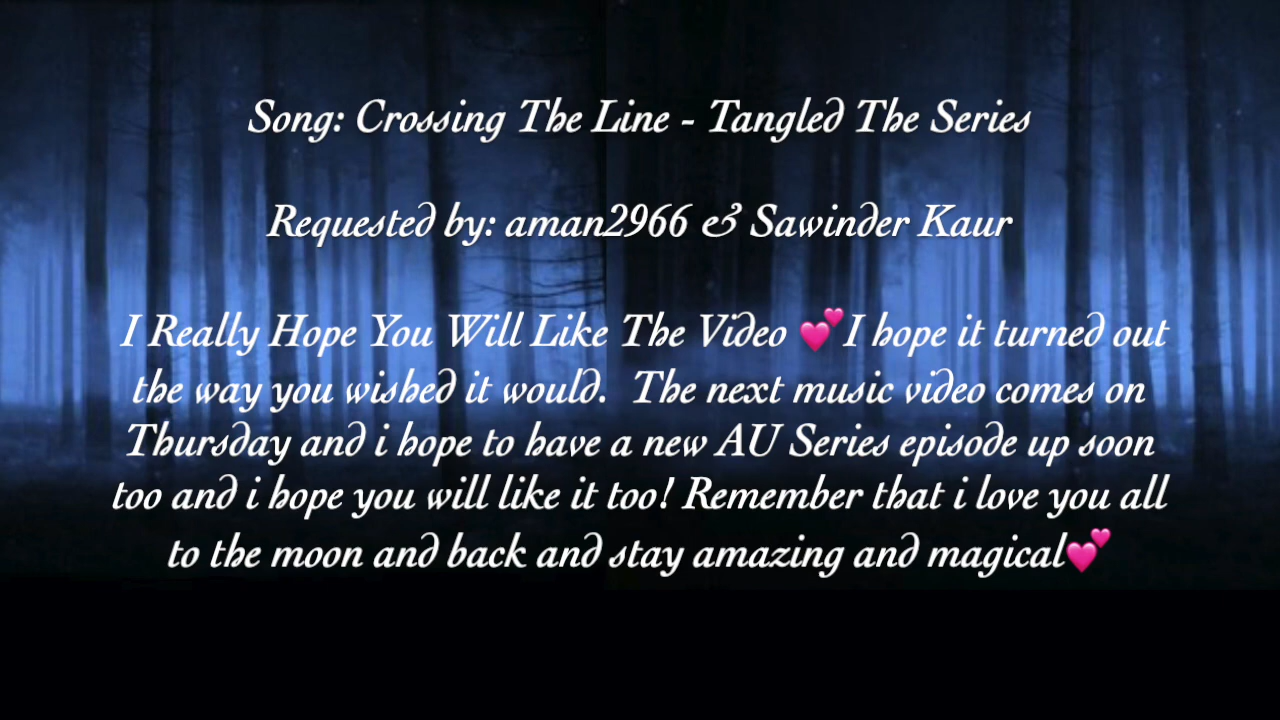 Song: Crossing The Line - Tangled The Series
Requested by: aman2966 & Sawinder Kaur
I Really Hope You Will Like The Video 💕I hope it turned out
the way you wished it would. The next music video comes on
Thursday and i hope to have a new AU Series episode up soon
too and i hope you will like it too! Remember that i love you all
to the moon and back and stay amazing and magical💕